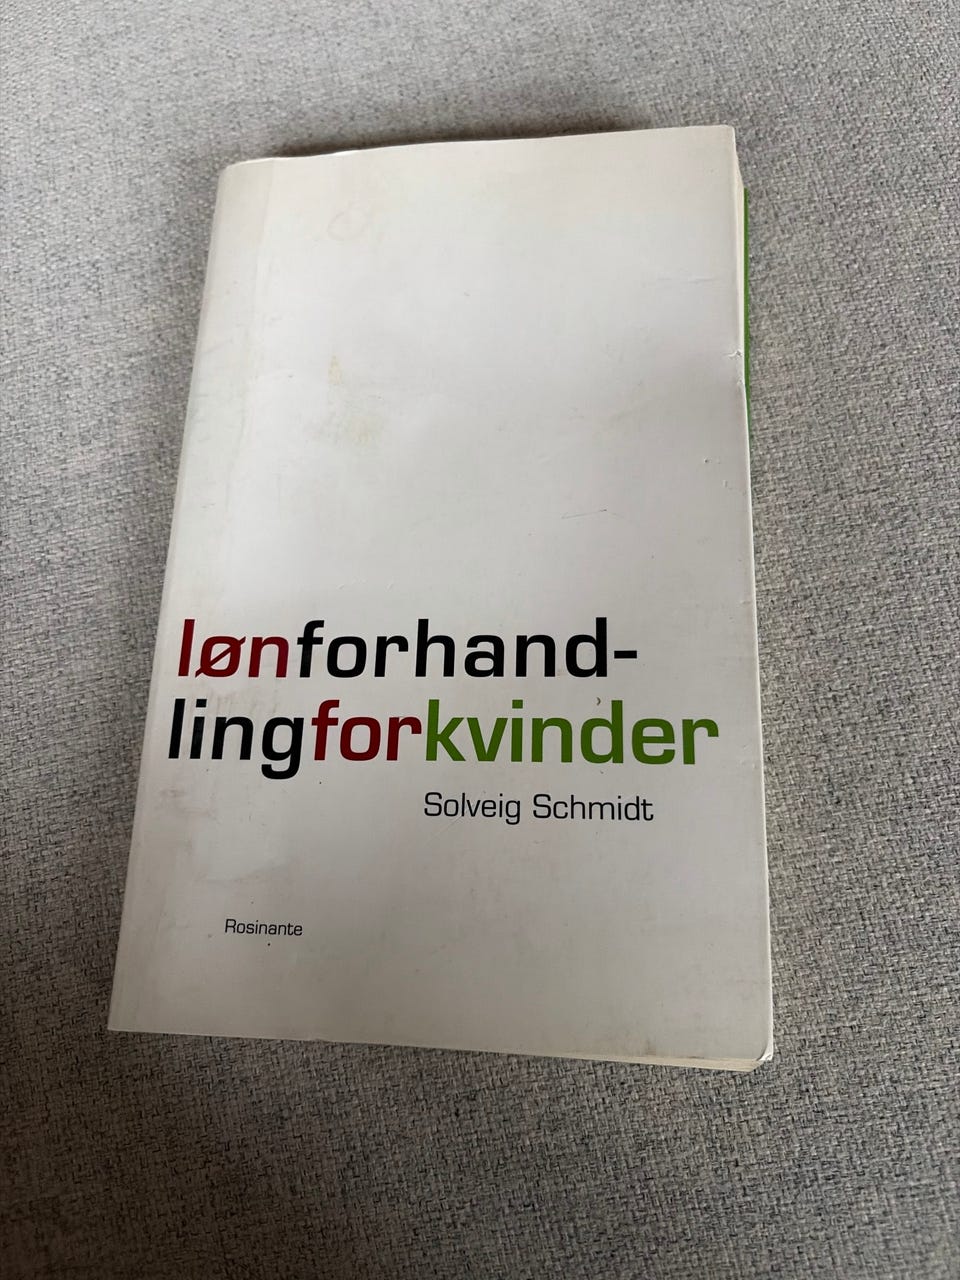 lønforhand-
lingforkvinder
Solveig Schmidt
Rosinante